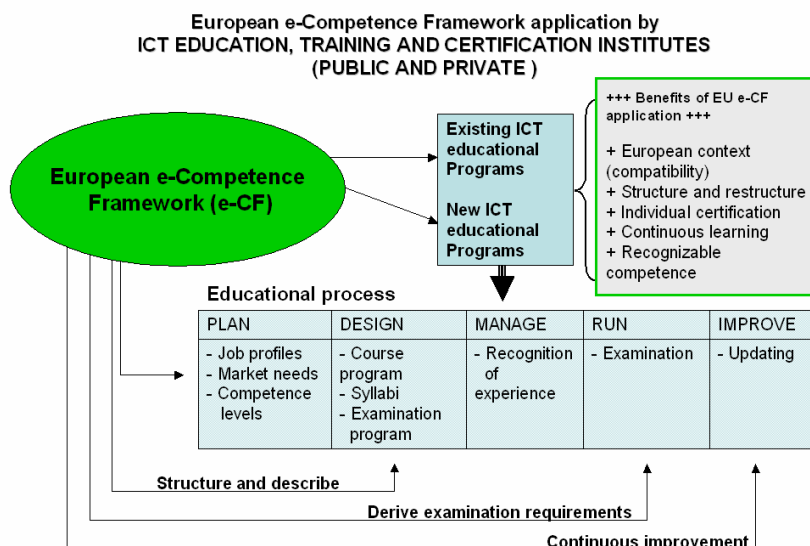 European e-Competence Framework application by
ICT EDUCATION, TRAINING AND CERTIFICATION INSTITUTES
(PUBLIC AND PRIVATE )
European e-Competence
Framework (e-CF)
Existing ICT
educational
Programs
New ICT
educational
Programs
+++ Benefits of EU e-CF
application +++
+ European context
(compatibility)
+ Structure and restructure
+ Individual certification
+ Continuous learning
+ Recognizable
competence
Educational process
PLAN
- Job profiles
- Market needs
- Competence
levels
DESIGN
- Course
program
- Syllabi
- Examination
program
MANAGE
- Recognition
of
experience
RUN
- Examination
IMPROVE
- Updating
Structure and describe
Derive examination requirements
Continuous improvement